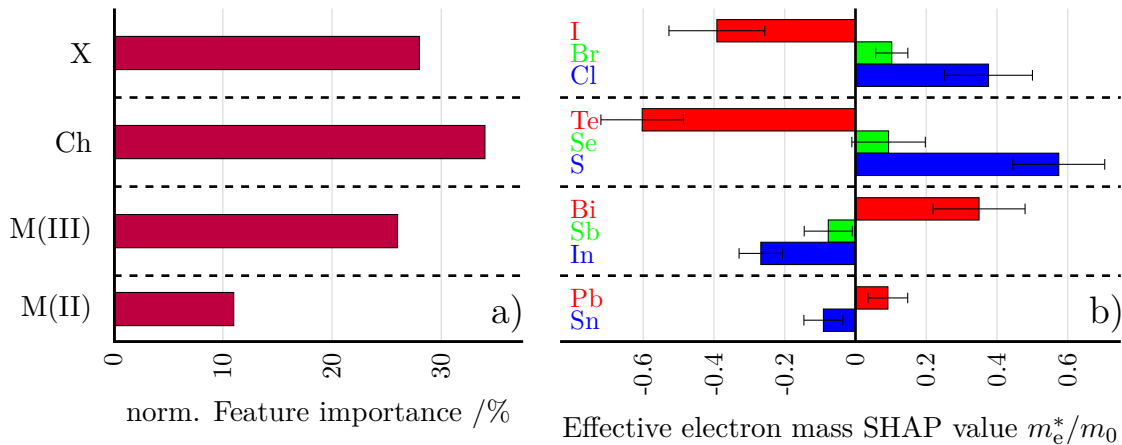 X
Ch
M(III)
M(II)
a)
0
10
20
30
norm. Feature importance /%
I
Br
Cl
Te
Se
S
Bi
Sb
In
Pb
Sn
b)
-0.6
-0.4
-0.2
0
0.2
0.4
0.6
Effective electron mass SHAP value m*e/m0